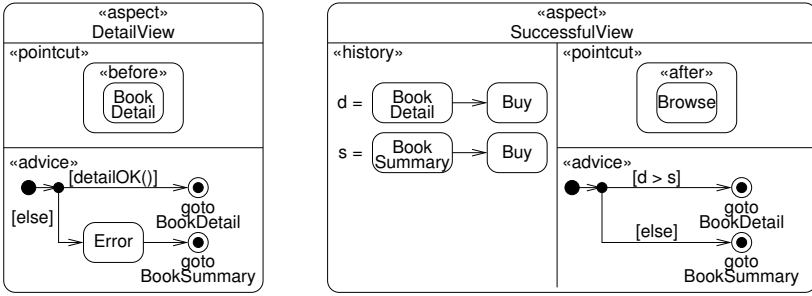 «aspect»
DetailView
«pointcut»
«before»
Book
Detail
«advice»
[detailOK()]
goto
BookDetail
[else]
Error
goto
BookSummary
«aspect»
SuccessfulView
«history»
d =
Book
Detail
Buy
s =
Book
Summary
Buy
«pointcut»
«after»
Browse
«advice»
[d > s]
goto
BookDetail
[else]
goto
BookSummary